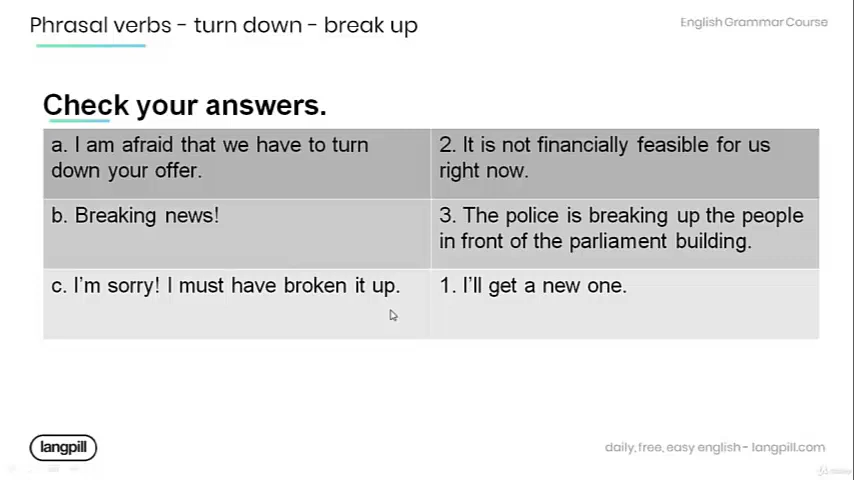 Phrasal verbs - turn down - break up
English Grammar Course
Check your answers.
a. I am afraid that we have to turn
down your offer.
2. It is not financially feasible for us
right now.
b. Breaking news!
3. The police is breaking up the people
in front of the parliament building.
c. I'm sorry! I must have broken it up.
1. I'll get a new one.
langpill
daily, free, easy english - langpill.com